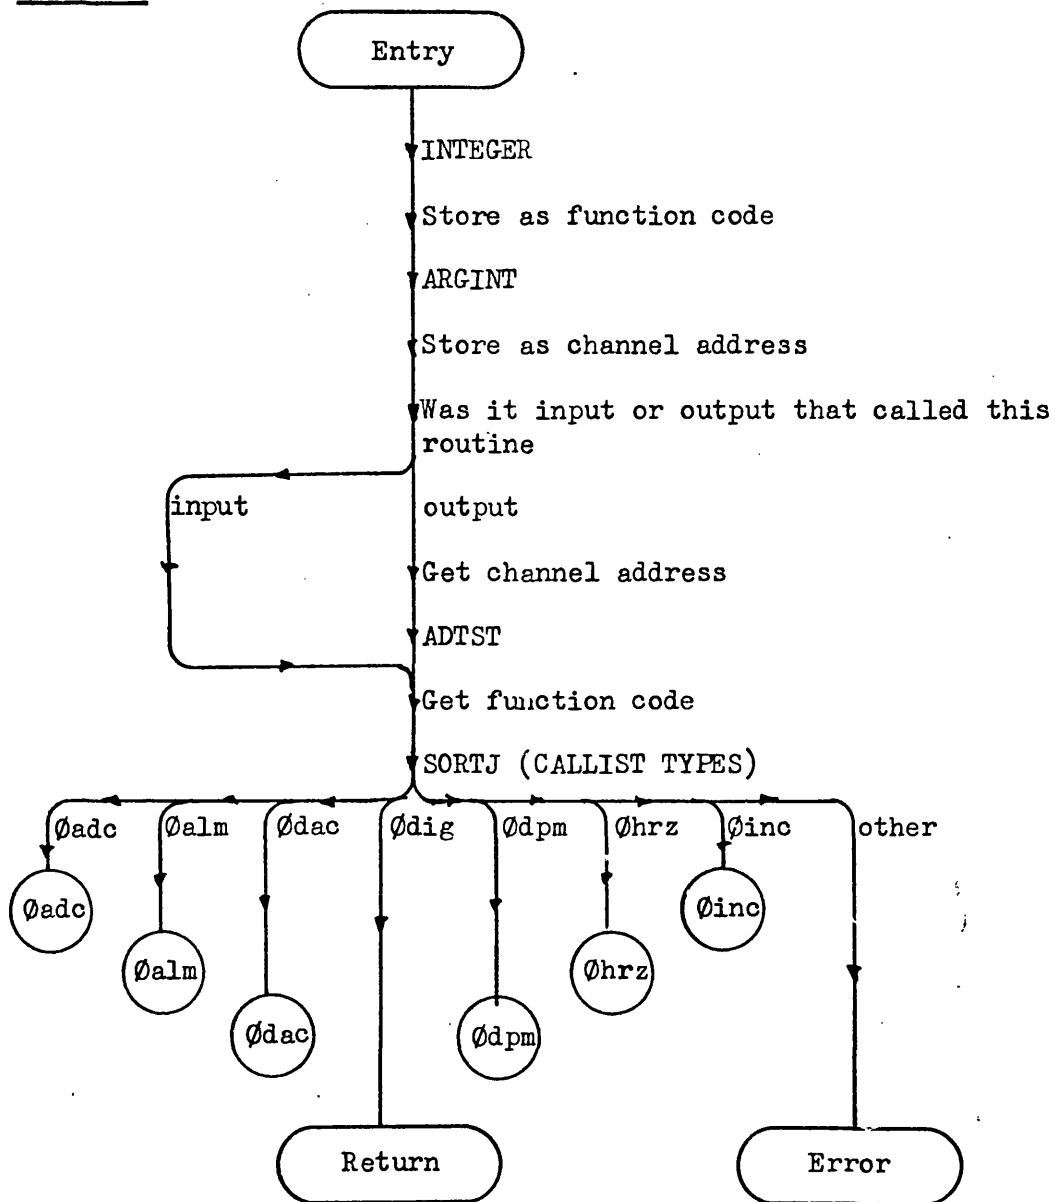 Entry
INTEGER
Store as function code
ARGINT
Store as channel address
Was it input or output that called this
routine
input
output
Get channel address
ADTST
Get function code
SORTJ (CALLIST TYPES)
Øadc
Øalm
Ødac
Ødig
Ødpm
Øhrz
Øinc
other
Øadc
Øinc
Øalm
Øhrz
Ødac
Ødpm
Return
Error